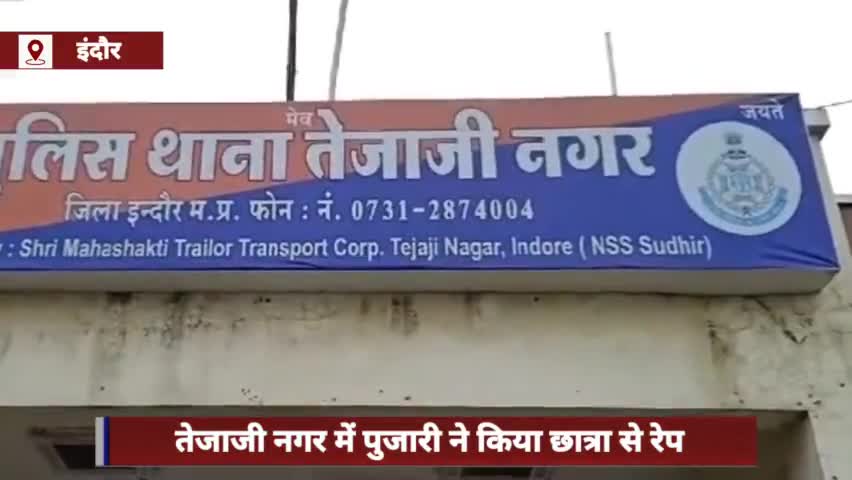 इंदौर
मेव
जयते
पुलिस थाना तेजाजी नगर
जिला इन्दौर म.प्र. फोन : नं. 0731-2874004
: Shri Mahashakti Trailor Transport Corp. Tejaji Nagar, Indore ( NSS Sudhir)
तेजाजी नगर में पुजारी ने किया छात्रा से रेप